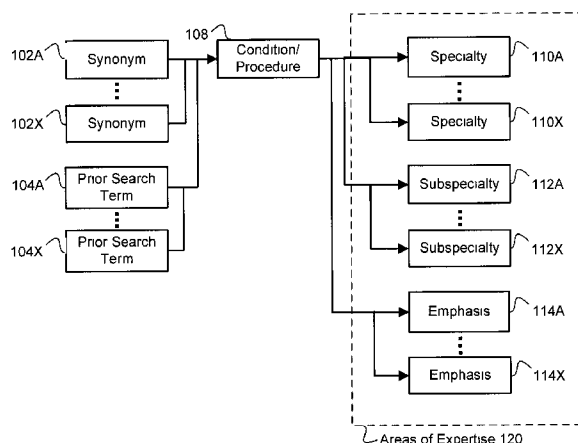 108
102A
Synonym
Condition/
Procedure
Specialty
110A
102X
Synonym
Specialty
110X
104A
Prior Search
Term
Subspecialty
112A
104X
Prior Search
Term
Subspecialty
112X
Emphasis
114A
Emphasis
114X
Areas of Expertise 120